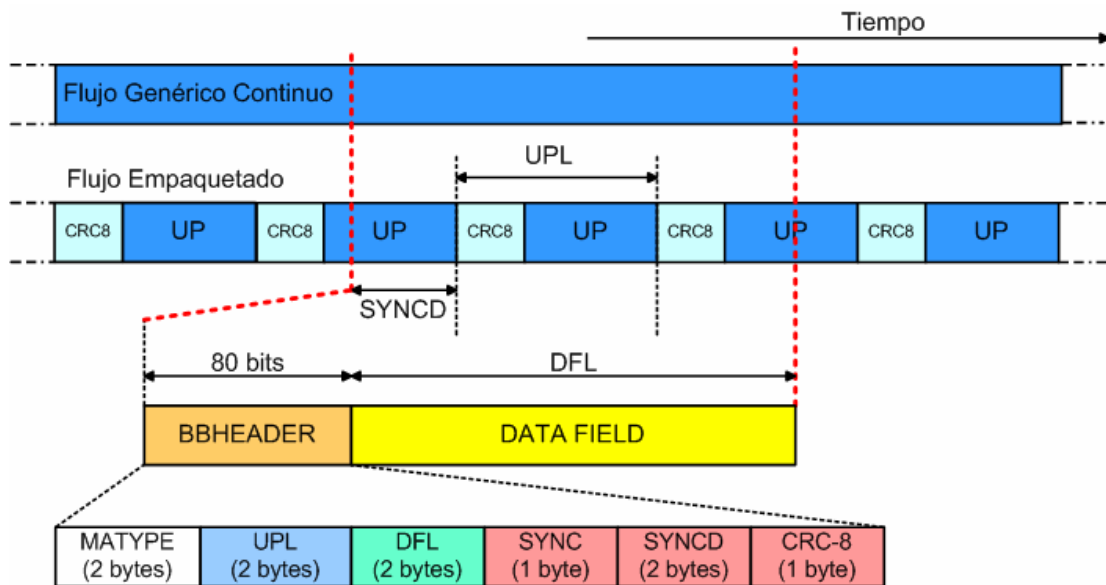 Tiempo
Flujo Genérico Continuo
UPL
Flujo Empaquetado
CRC8 UP CRC8 UP CRC8 UP CRC8 UP CRC8 UP
SYNCD
80 bits DFL
BBHEADER DATA FIELD
MATYPE UPL DFL SYNC SYNCD CRC-8
(2 bytes) (2 bytes) (2 bytes) (1 byte) (2 bytes) (1 byte)